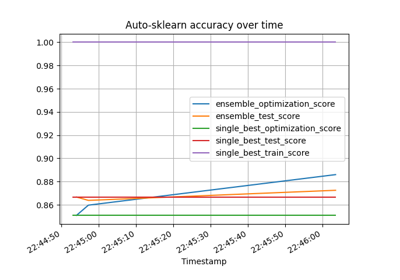 Auto-sklearn accuracy over time
1.00
0.98
0.96
0.94
0.92
0.90
0.88
0.86
ensemble_optimization_score
ensemble_test_score
single_best_optimization_score
single_best_test_score
single_best_train_score
22:44:50
22:45:00
22:45:10
22:45:20
22:45:30
22:45:40
22:45:50
22:46:00
Timestamp